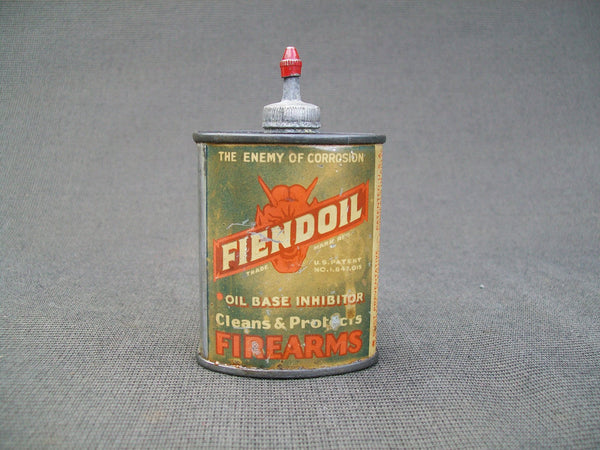 THE ENEMY OF CORROSION
FIENDOIL
TRADE MARK REG.
U.S. PATENT
OIL BASE INHIBITOR
Cleans & Protects
FIREARMS